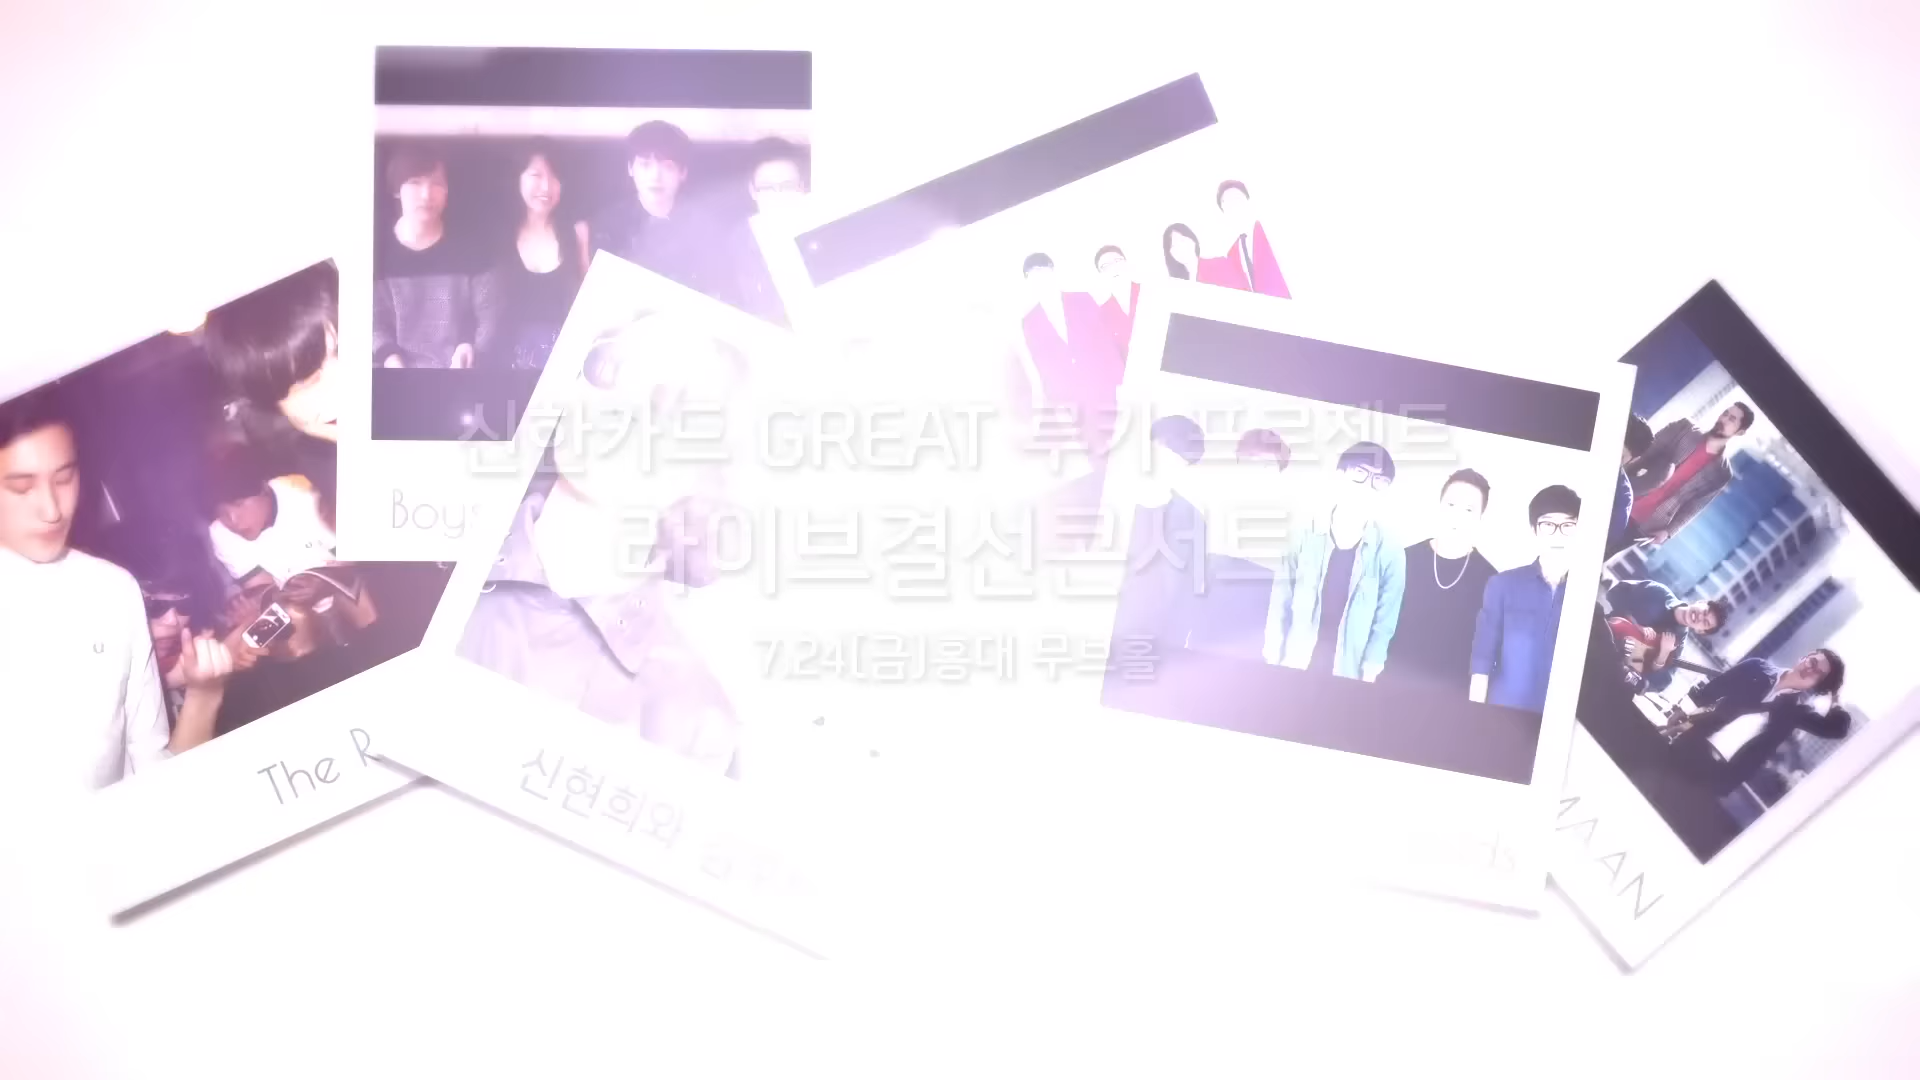 신한카드 GREAT 루키 프로젝트
라이브결선콘서트
7.24(금)홍대 무브홀
Boys
The R
신현희와
AAN